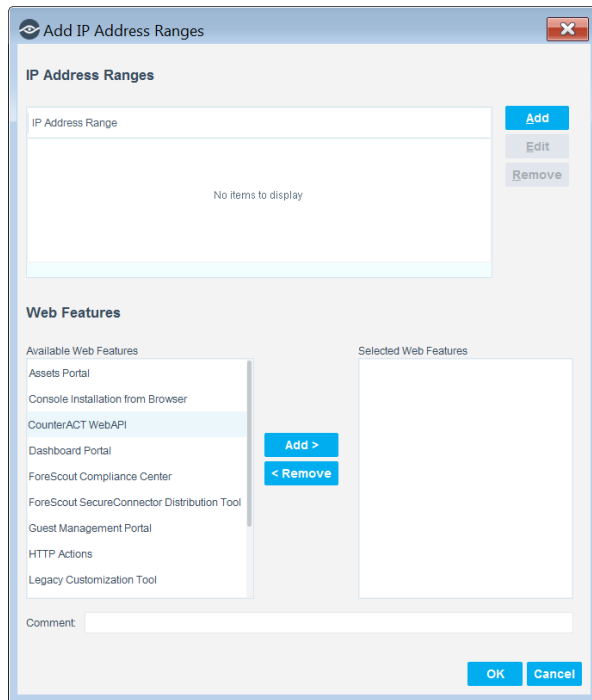 Add IP Address Ranges
IP Address Ranges
IP Address Range
Add
Edit
Remove
No items to display
Web Features
Available Web Features
Selected Web Features
Assets Portal
Console Installation from Browser
CounterACT WebAPI
Dashboard Portal
ForeScout Compliance Center
ForeScout SecureConnector Distribution Tool
Guest Management Portal
HTTP Actions
Legacy Customization Tool
Add >
< Remove
Comment:
OK
Cancel